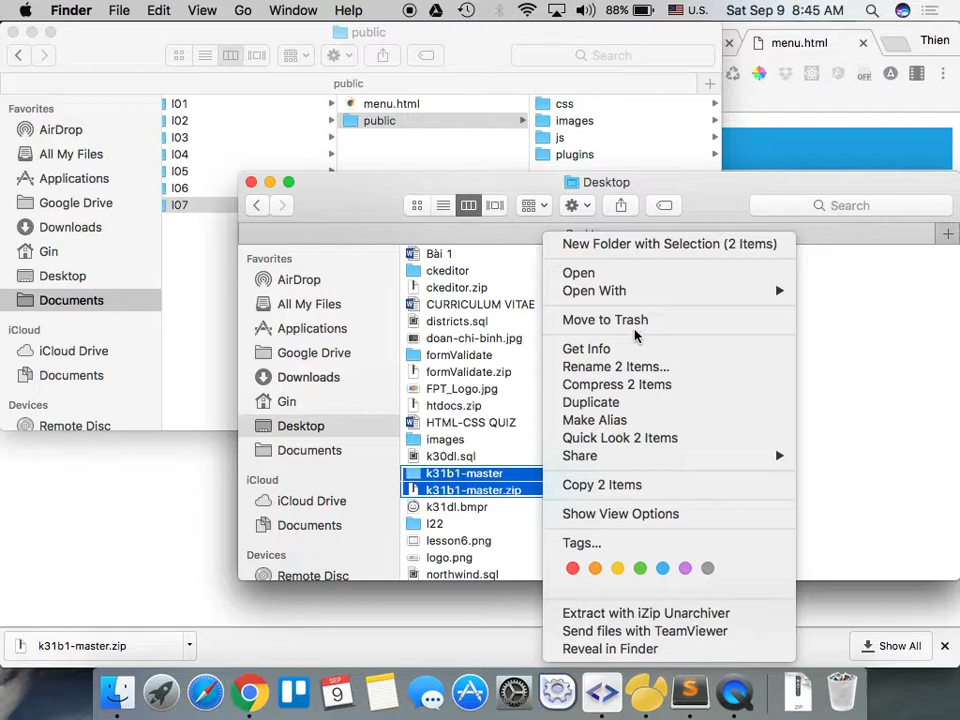 Finder File Edit View Go Window Help 88% U.S. Sat Sep 9 8:45 AM
public
menu.html
Thien
Search
public
Favorites
AirDrop
All My Files
Applications
Google Drive
Downloads
Gin
Desktop
Documents
iCloud
iCloud Drive
Documents
Devices
Remote Disc
l01
l02
l03
l04
l05
l06
l07
menu.html
public
css
images
js
plugins
Desktop
Search
Favorites
AirDrop
All My Files
Applications
Google Drive
Downloads
Gin
Desktop
Documents
iCloud
iCloud Drive
Documents
Devices
Remote Disc
Bài 1
ckeditor
ckeditor.zip
CURRICULUM VITAE
districts.sql
doan-chi-binh.jpg
formValidate
formValidate.zip
FPT_Logo.jpg
htdocs.zip
HTML-CSS QUIZ
images
k30dl.sql
k31b1-master
k31b1-master.zip
k31dl.bmpr
l22
lesson6.png
logo.png
northwind.sql
New Folder with Selection (2 Items)
Open
Open With
Move to Trash
Get Info
Rename 2 Items...
Compress 2 Items
Duplicate
Make Alias
Quick Look 2 Items
Share
Copy 2 Items
Show View Options
Tags...
Extract with iZip Unarchiver
Send files with TeamViewer
Reveal in Finder
k31b1-master.zip
Show All
SEP
9
ZIP